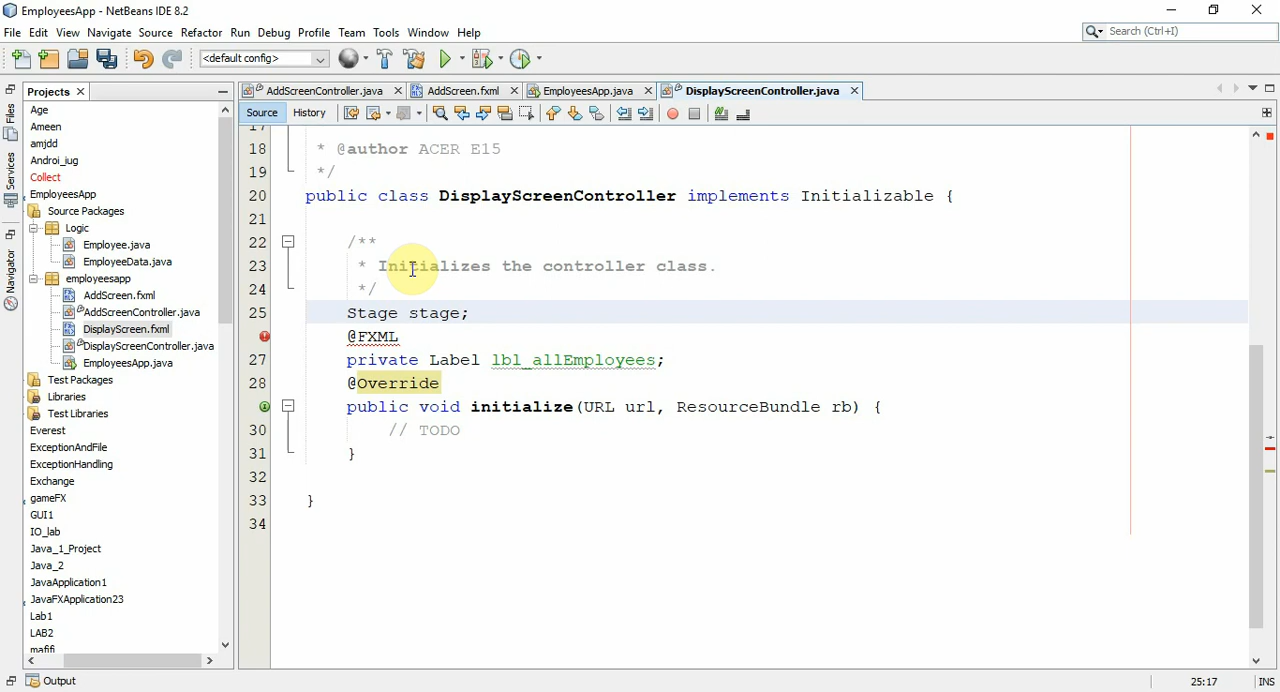 EmployeesApp - NetBeans IDE 8.2
File Edit View Navigate Source Refactor Run Debug Profile Team Tools Window Help
Search (Ctrl+I)
<default config>
Projects
AddScreenController.java
AddScreen.fxml
EmployeesApp.java
DisplayScreenController.java
Source History
Files
Services
Navigator
Age
Ameen
amjdd
Androi_iug
Collect
EmployeesApp
Source Packages
Logic
Employee.java
EmployeeData.java
employeesapp
AddScreen.fxml
AddScreenController.java
DisplayScreen.fxml
DisplayScreenController.java
EmployeesApp.java
Test Packages
Libraries
Test Libraries
Everest
ExceptionAndFile
ExceptionHandling
Exchange
gameFX
GUI1
IO_lab
Java_1_Project
Java_2
JavaApplication1
JavaFXApplication23
Lab1
LAB2
mafifi
17
18 * @author ACER E15
19 */
20 public class DisplayScreenController implements Initializable {
21
22 /**
23 * Initializes the controller class.
24 */
25 Stage stage;
@FXML
27 private Label lbl_allEmployees;
28 @Override
public void initialize(URL url, ResourceBundle rb) {
30 // TODO
31 }
32
33 }
34
Output
25:17
INS